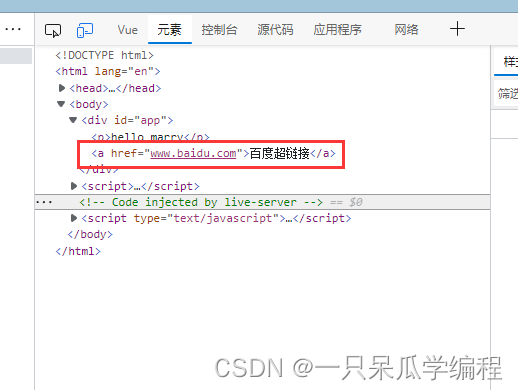 ··· Vue 元素 控制台 源代码 应用程序 网络
<!DOCTYPE html>
<html lang="en">
<head>…</head>
<body>
<div id="app">
<p>hello marry</p>
<a href="www.baidu.com">百度超链接</a>
</div>
<script>…</script>
··· <!-- Code injected by live-server --> == $0
<script type="text/javascript">…</script>
</body>
</html>
样
筛选
CSDN @一只呆瓜学编程